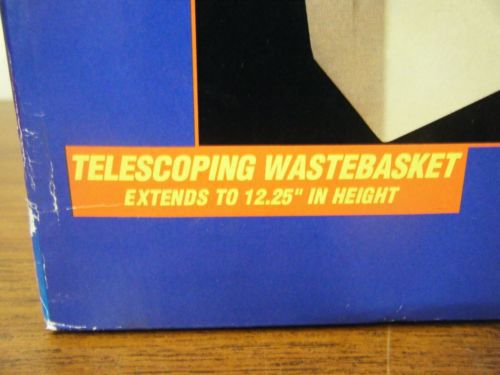 TELESCOPING WASTEBASKET
EXTENDS TO 12.25" IN HEIGHT